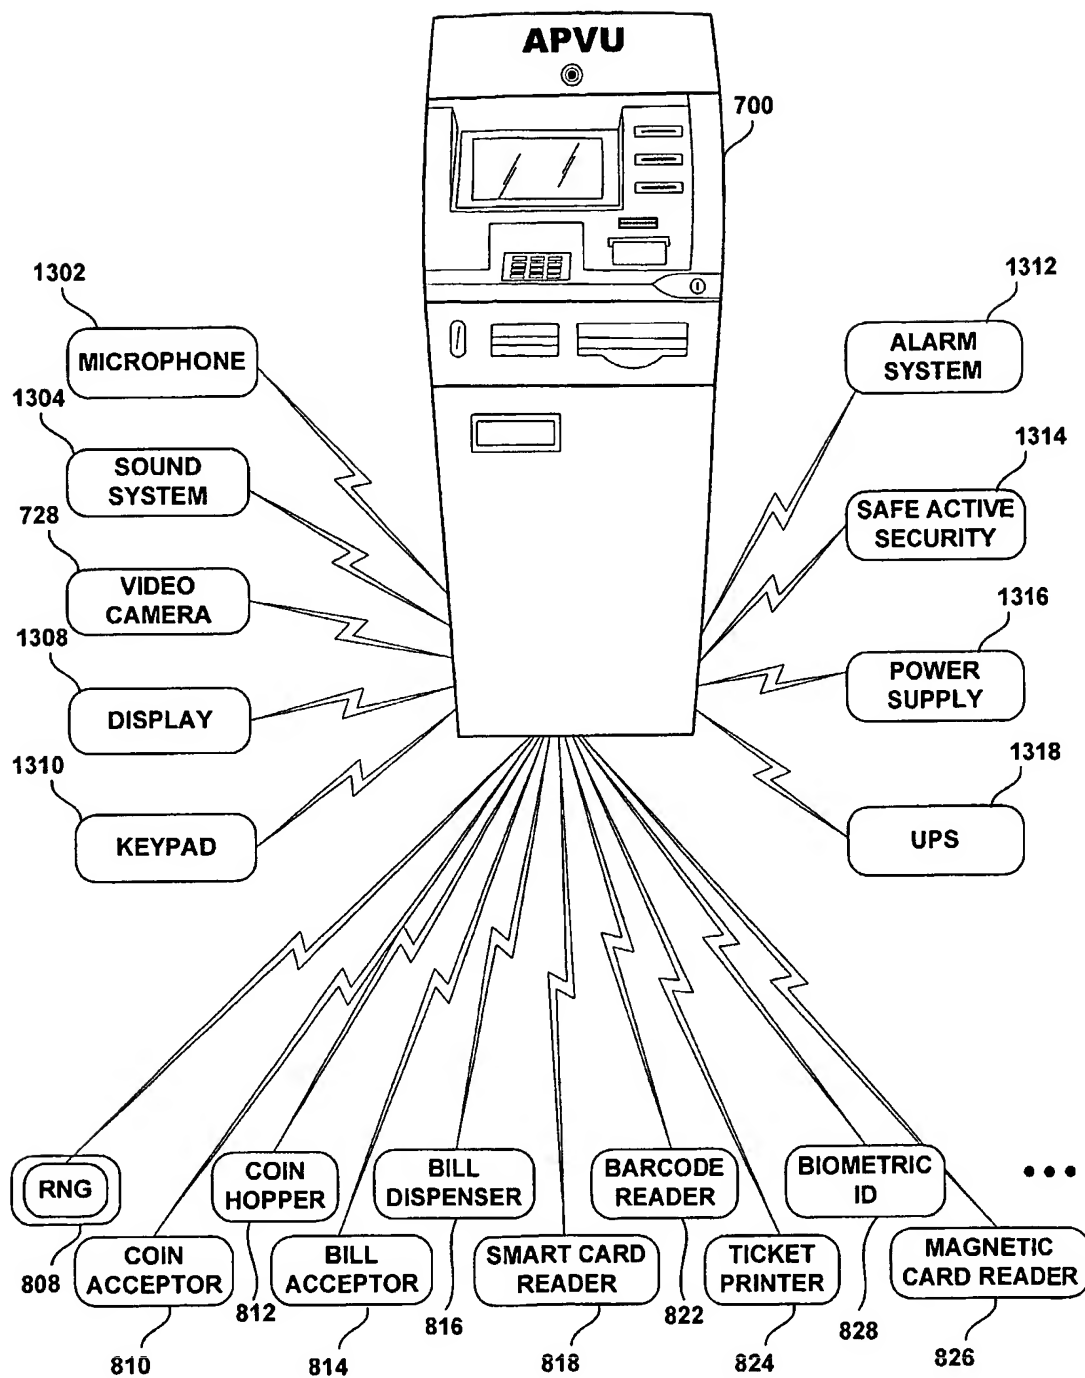 APVU
700
1302
MICROPHONE
1304
SOUND
SYSTEM
728
VIDEO
CAMERA
1308
DISPLAY
1310
KEYPAD
1312
ALARM
SYSTEM
1314
SAFE ACTIVE
SECURITY
1316
POWER
SUPPLY
1318
UPS
RNG
808
COIN
ACCEPTOR
810
COIN
HOPPER
812
BILL
ACCEPTOR
814
BILL
DISPENSER
816
SMART CARD
READER
818
BARCODE
READER
822
TICKET
PRINTER
824
BIOMETRIC
ID
828
MAGNETIC
CARD READER
826
•••